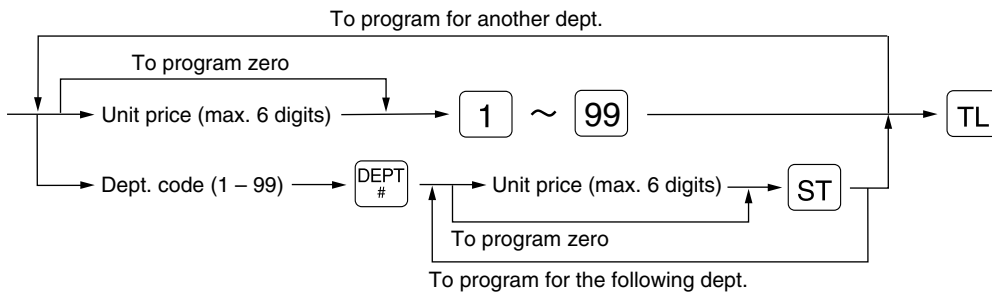 To program for another dept.
To program zero
Unit price (max. 6 digits) 1 ~ 99 TL
Dept. code (1 – 99) DEPT # Unit price (max. 6 digits) ST
To program zero
To program for the following dept.